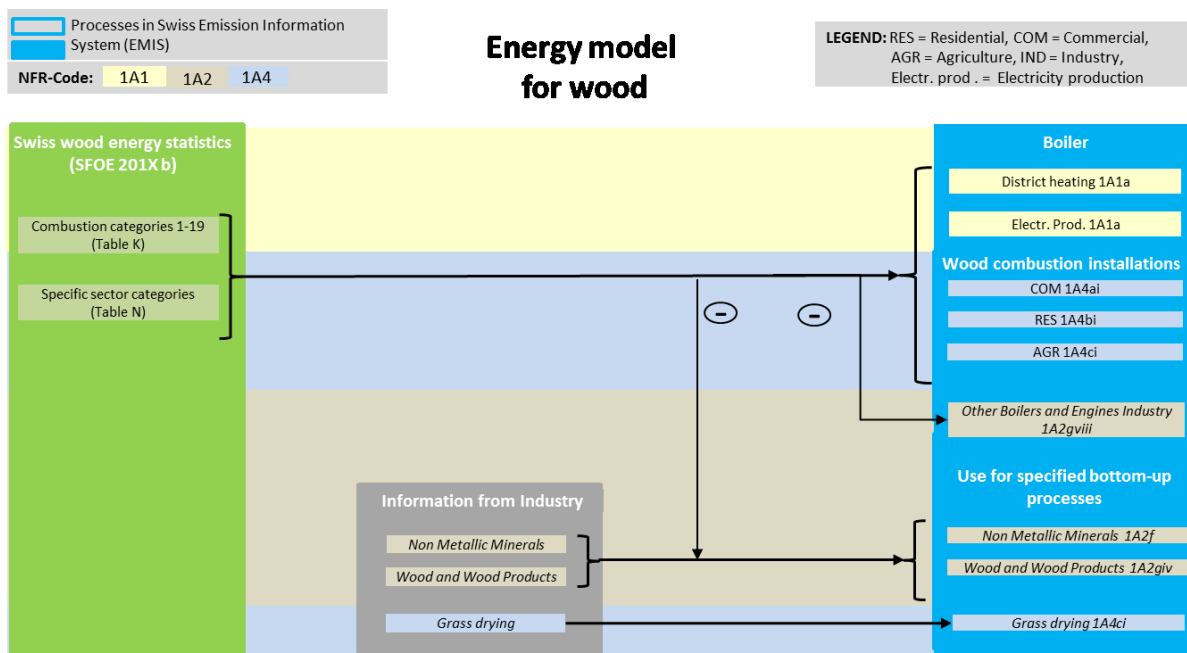 Processes in Swiss Emission Information
System (EMIS)
NFR-Code: 1A1 1A2 1A4
Energy model
for wood
LEGEND: RES = Residential, COM = Commercial,
AGR = Agriculture, IND = Industry,
Electr. prod . = Electricity production
Swiss wood energy statistics
(SFOE 201X b)
Combustion categories 1-19
(Table K)
Specific sector categories
(Table N)
Boiler
District heating 1A1a
Electr. Prod. 1A1a
Wood combustion installations
COM 1A4ai
RES 1A4bi
AGR 1A4ci
-
-
Other Boilers and Engines Industry
1A2gviii
Information from Industry
Non Metallic Minerals
Wood and Wood Products
Grass drying
Use for specified bottom-up
processes
Non Metallic Minerals 1A2f
Wood and Wood Products 1A2giv
Grass drying 1A4ci